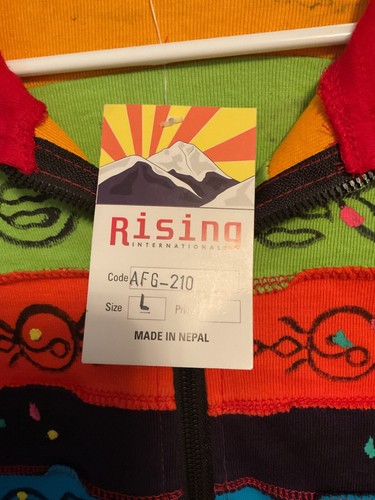 Rising
INTERNATIONAL
Code AFG-210
Size L
MADE IN NEPAL